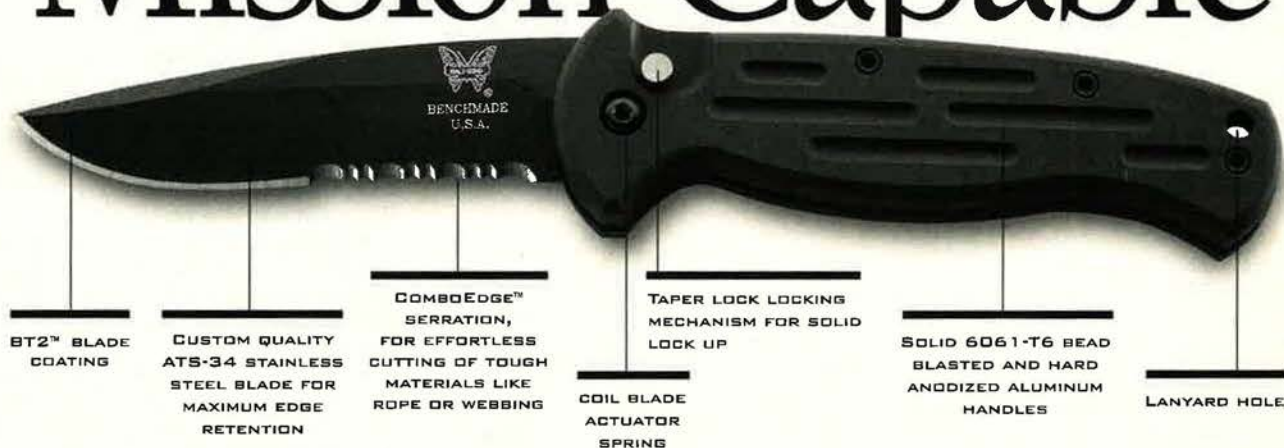 Mission Capable
BENCHMADE
U.S.A.
BT2™ BLADE
COATING
CUSTOM QUALITY
ATS-34 STAINLESS
STEEL BLADE FOR
MAXIMUM EDGE
RETENTION
COMBOEDGE™
SERRATION,
FOR EFFORTLESS
CUTTING OF TOUGH
MATERIALS LIKE
ROPE OR WEBBING
COIL BLADE
ACTUATOR
SPRING
TAPER LOCK LOCKING
MECHANISM FOR SOLID
LOCK UP
SOLID 6061-T6 BEAD
BLASTED AND HARD
ANODIZED ALUMINUM
HANDLES
LANYARD HOLE